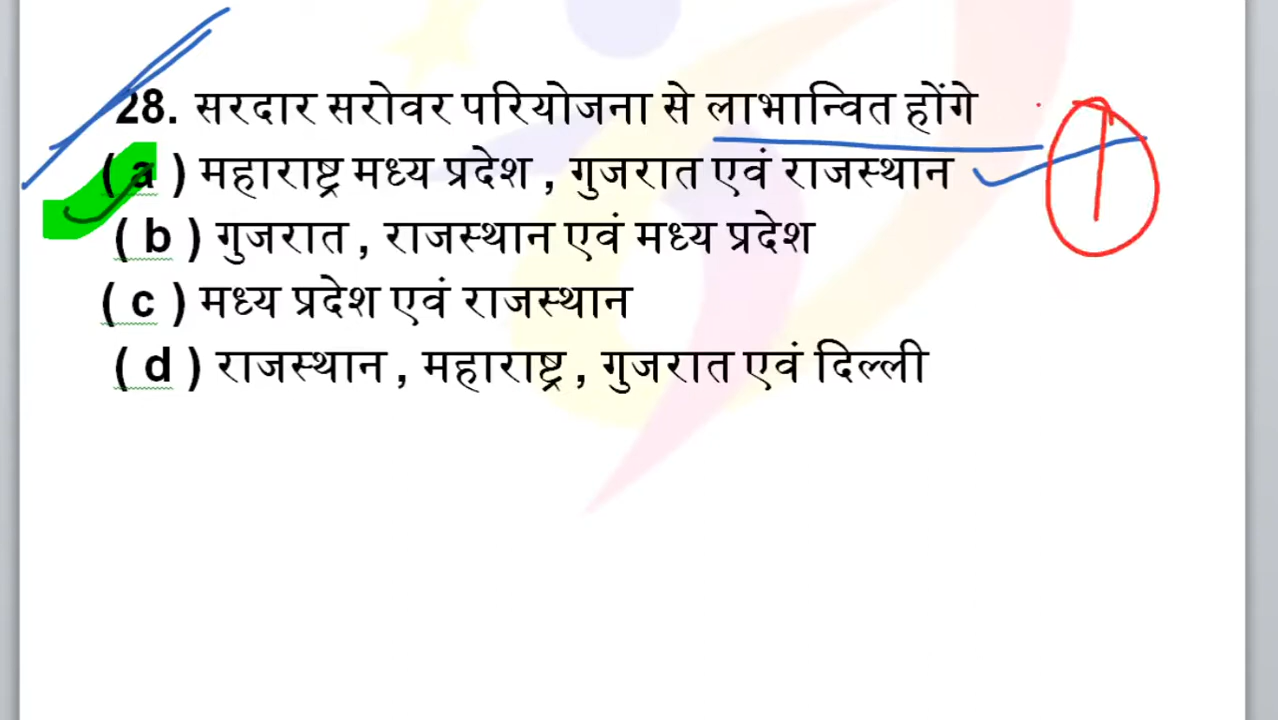 28. सरदार सरोवर परियोजना से लाभान्वित होंगे
( a ) महाराष्ट्र मध्य प्रदेश , गुजरात एवं राजस्थान
( b ) गुजरात , राजस्थान एवं मध्य प्रदेश
( c ) मध्य प्रदेश एवं राजस्थान
( d ) राजस्थान , महाराष्ट्र , गुजरात एवं दिल्ली